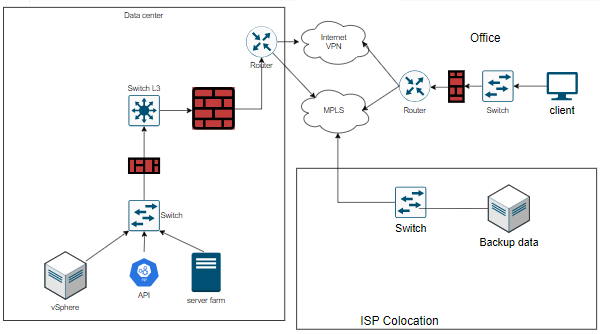 Data center
Internet
VPN
Office
Router
Switch L3
MPLS
Router
Switch
client
Switch
Switch
Backup data
vSphere
API
server farm
ISP Colocation